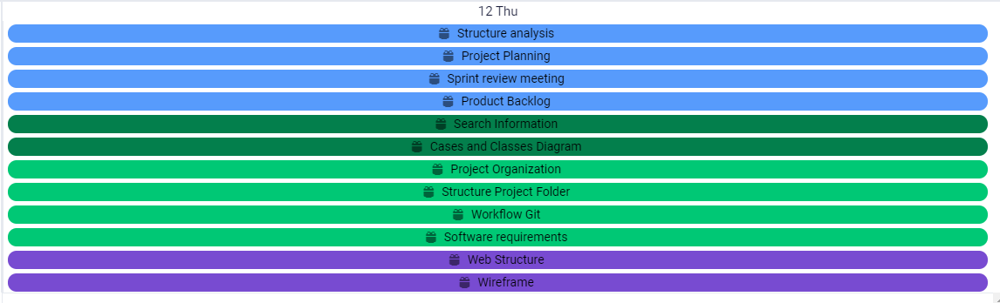 12 Thu
Structure analysis
Project Planning
Sprint review meeting
Product Backlog
Search Information
Cases and Classes Diagram
Project Organization
Structure Project Folder
Workflow Git
Software requirements
Web Structure
Wireframe